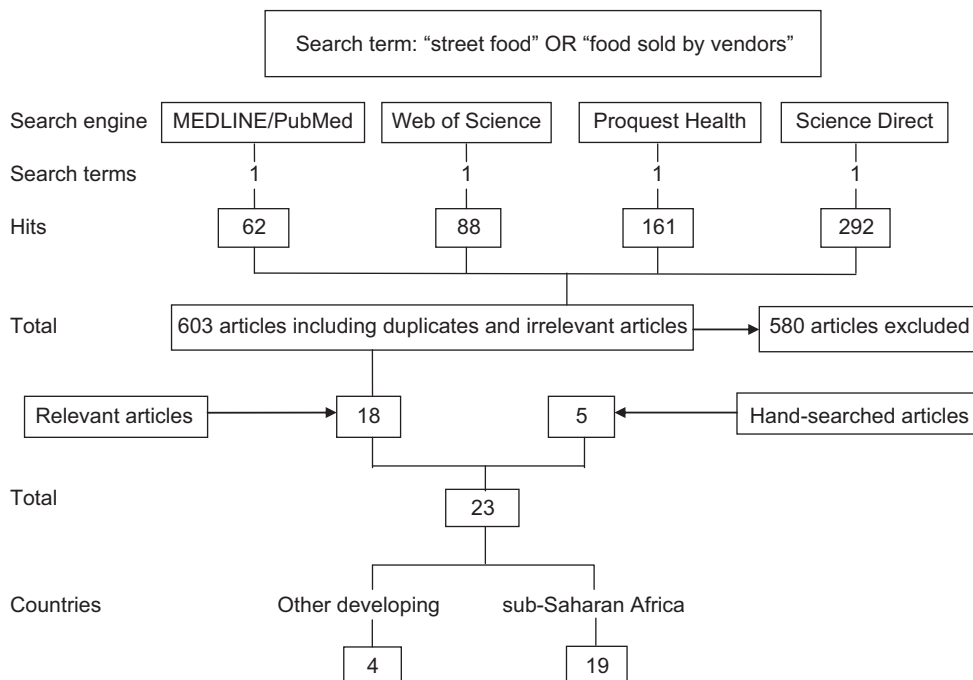 Search term: “street food” OR “food sold by vendors”
Search engine MEDLINE/PubMed Web of Science Proquest Health Science Direct
Search terms 1 1 1 1
Hits 62 88 161 292
Total 603 articles including duplicates and irrelevant articles 580 articles excluded
Relevant articles 18 5 Hand-searched articles
Total
23
Countries Other developing sub-Saharan Africa
4 19